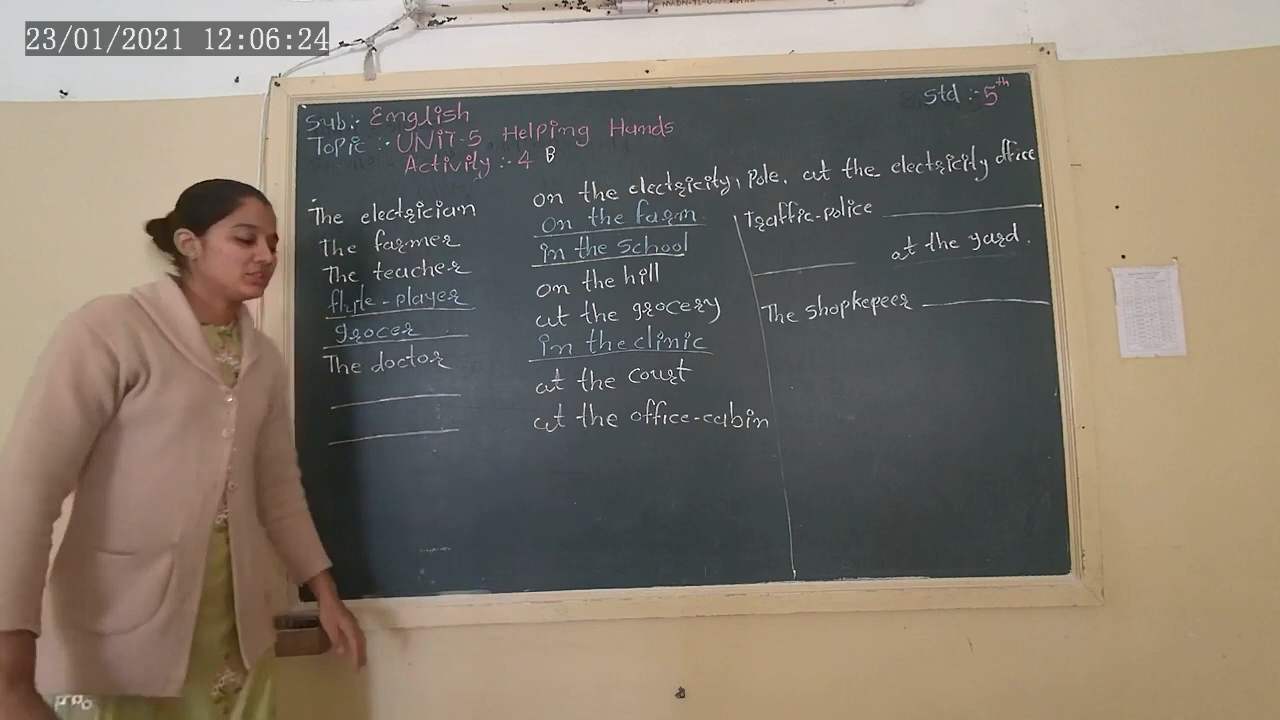 23/01/2021 12:06:24
Sub:- English
Std :- 5th
Topic :- UNIT-5 Helping Hands
Activity :- 4 B
The electrician on the electricity, Pole. at the electricity office
The farmer on the farm
The teacher in the school
flute-player on the hill
grocer at the grocery
The doctor in the clinic
at the court
at the office-cabin
Traffic-police
at the yard.
The shopkepeer